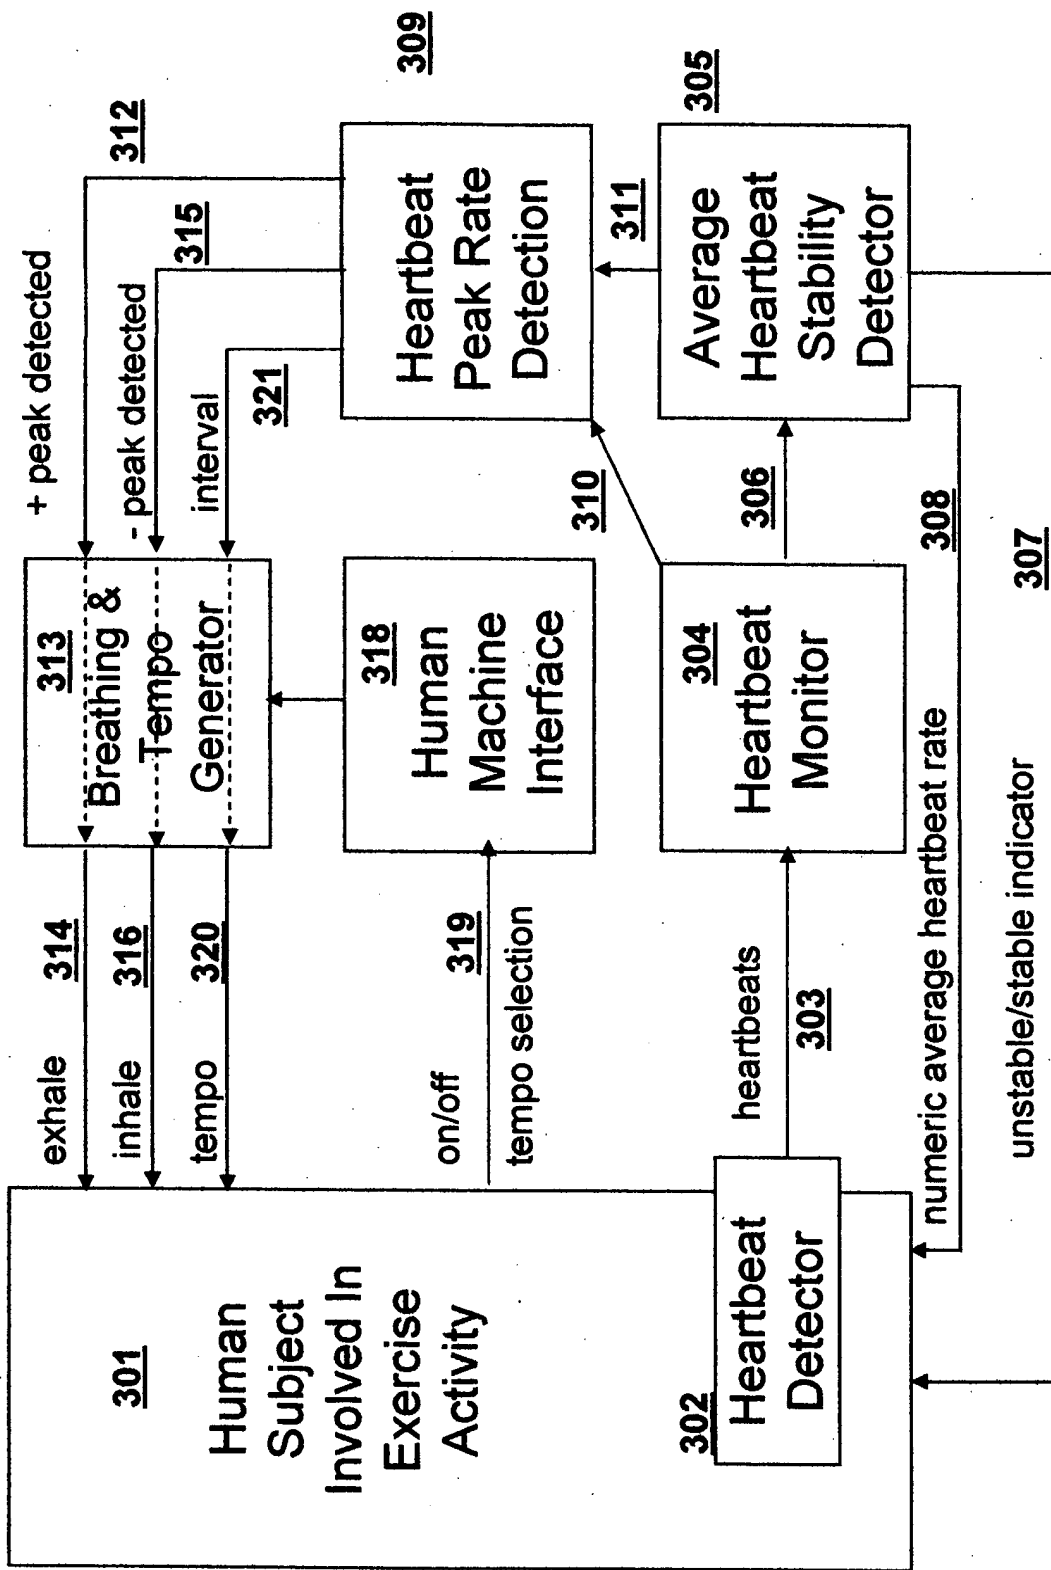 301
Human
Subject
Involved In
Exercise
Activity
302
Heartbeat
Detector
exhale
314
inhale
316
tempo
320
on/off
319
tempo selection
heartbeats
303
313
Breathing &
Tempo
Generator
318
Human
Machine
Interface
304
Heartbeat
Monitor
+ peak detected
312
- peak detected
315
interval
321
309
Heartbeat
Peak Rate
Detection
310
311
305
Average
Heartbeat
Stability
Detector
306
308
numeric average heartbeat rate
307
unstable/stable indicator